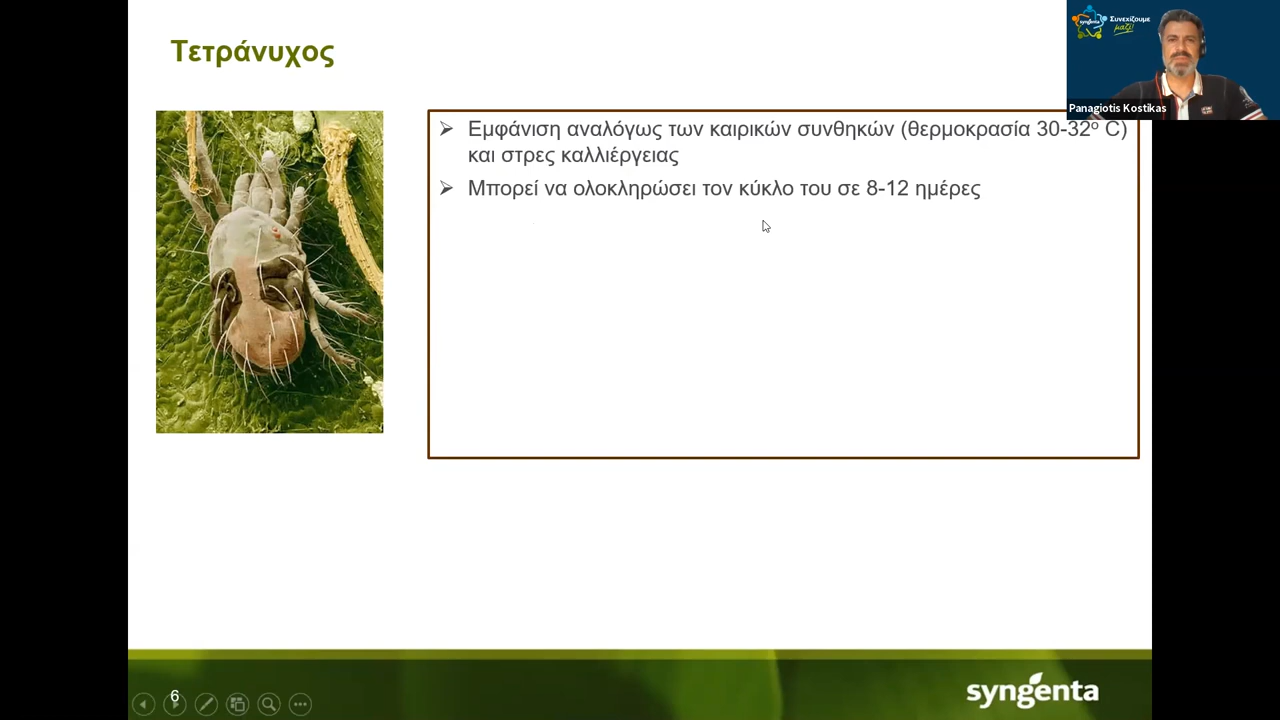 Τετράνυχος
syngenta
Συνεχίζουμε
μαζί!
Panagiotis Kostikas
➢ Εμφάνιση αναλόγως των καιρικών συνθηκών (θερμοκρασία 30-32º C)
και στρες καλλιέργειας
➢ Μπορεί να ολοκληρώσει τον κύκλο του σε 8-12 ημέρες
6
syngenta